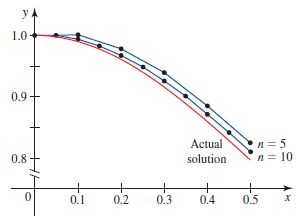 y
1.0
0.9
Actual
solution
n = 5
n = 10
0.8
0
0.1
0.2
0.3
0.4
0.5
x